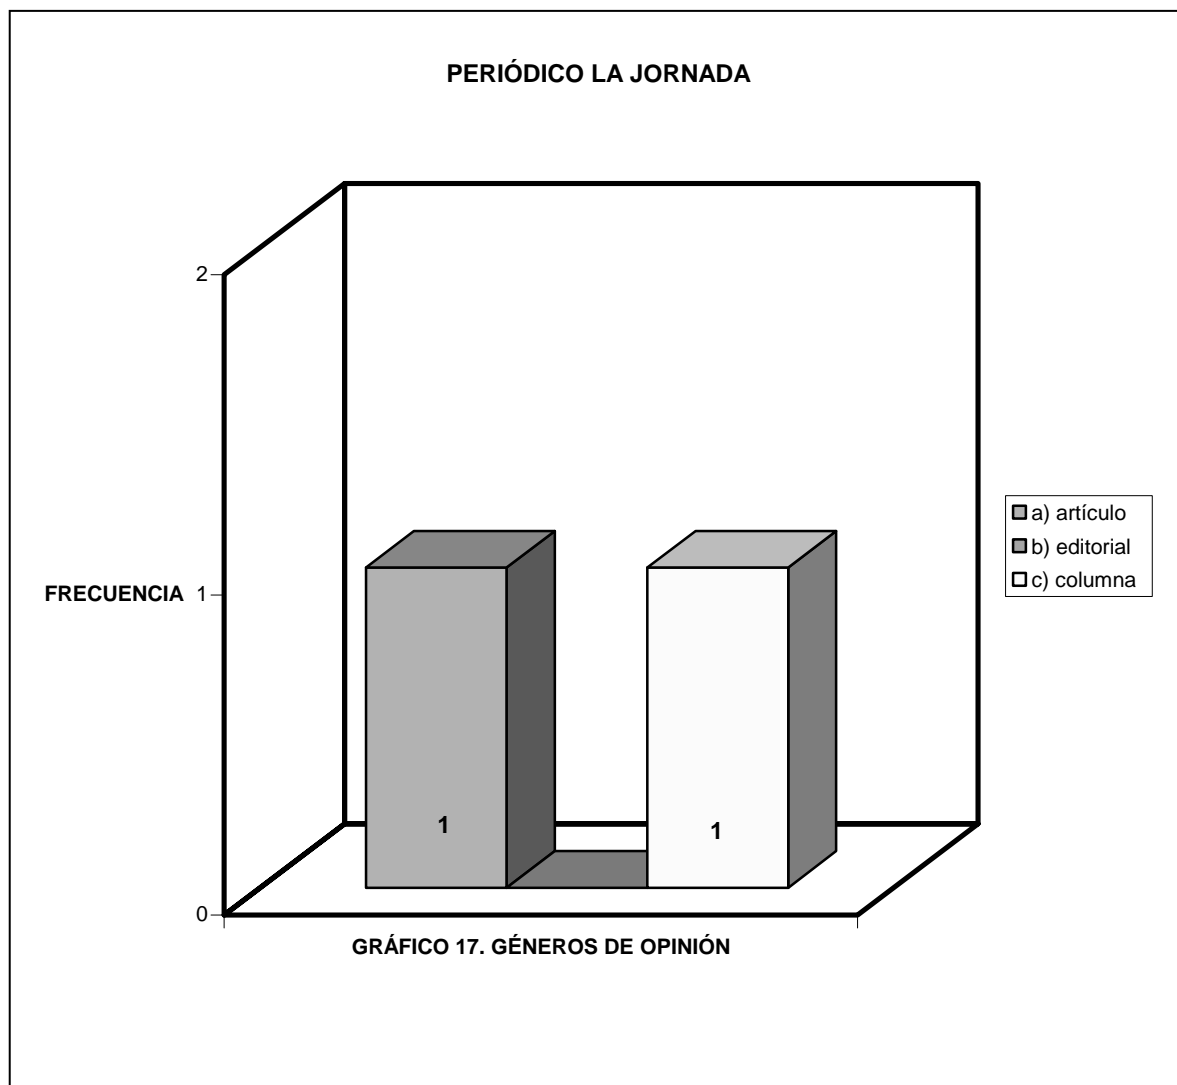 PERIÓDICO LA JORNADA
2
1
0
FRECUENCIA
1
1
GRÁFICO 17. GÉNEROS DE OPINIÓN
a) artículo
b) editorial
c) columna